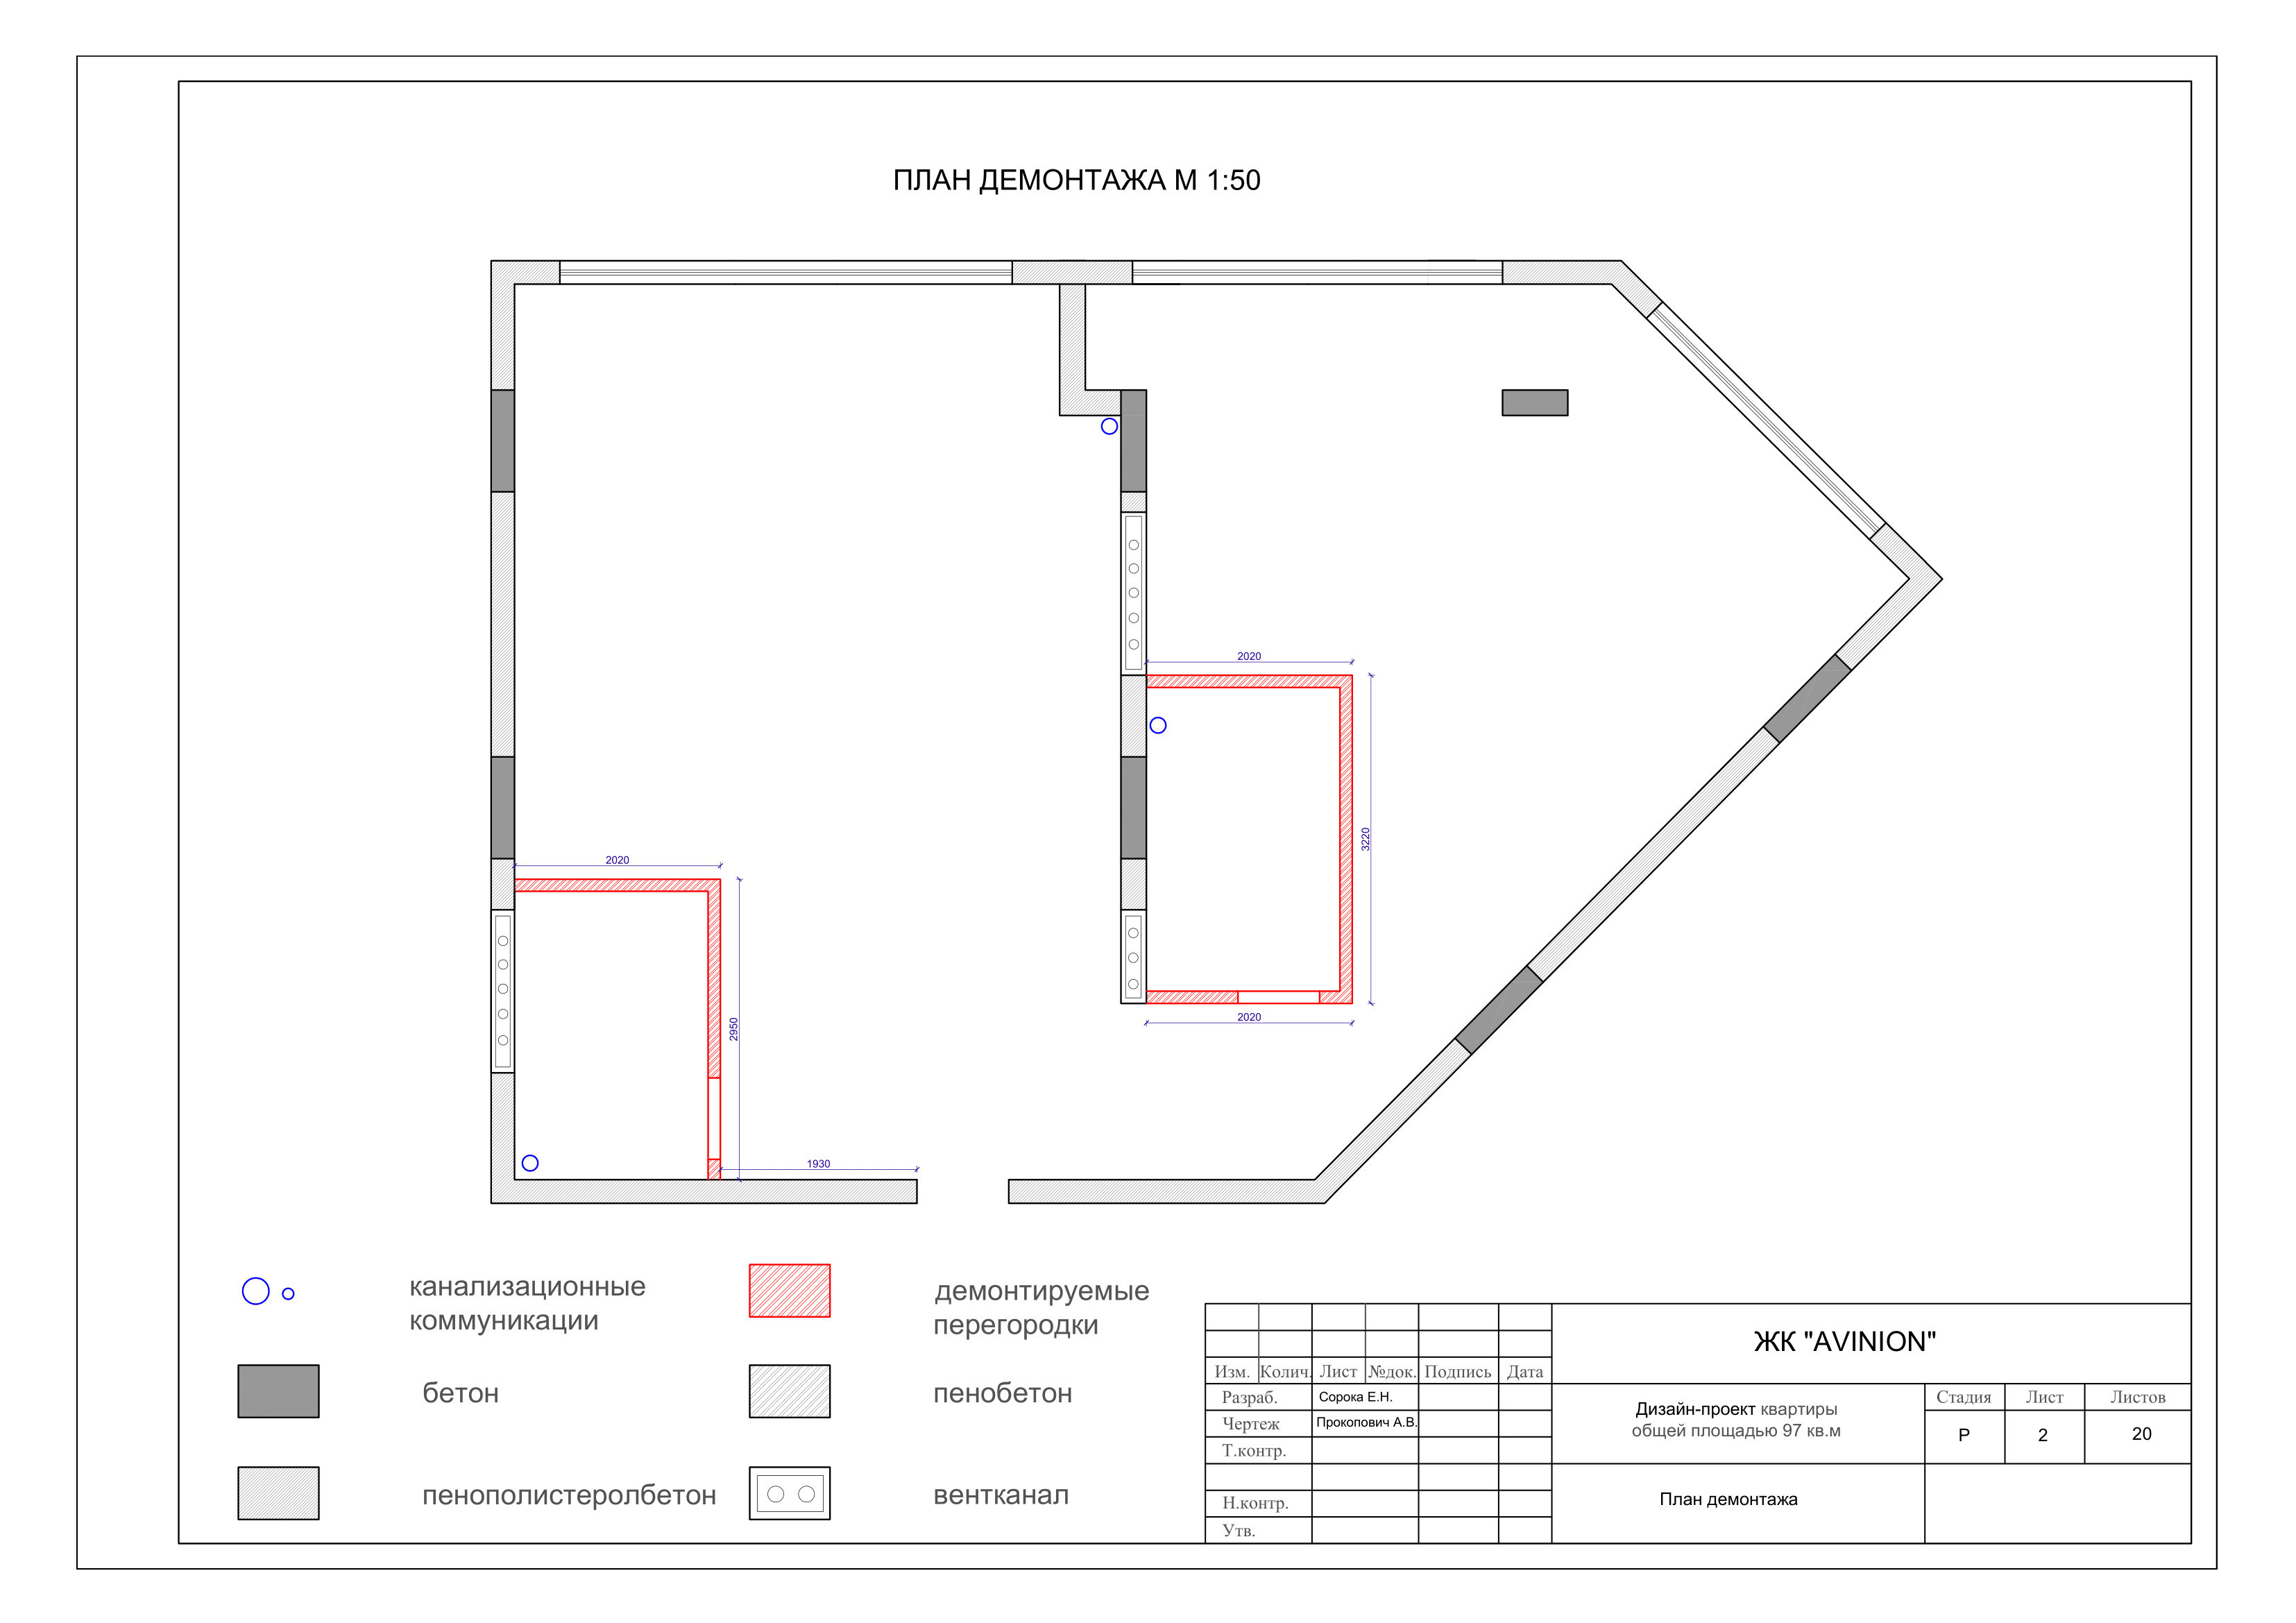 ПЛАН ДЕМОНТАЖА М 1:50
2020
2020
3220
2950
2020
1930
канализационные
коммуникации
демонтируемые
перегородки
бетон
пенобетон
пенополистеролбетон
вентканал
ЖК "AVINION"
Изм. Колич. Лист №док. Подпись Дата
Разраб. Сорока Е.Н.
Чертеж Прокопович А.В.
Т.контр.
Н.контр.
Утв.
Дизайн-проект квартиры
общей площадью 97 кв.м
Стадия Лист Листов
Р 2 20
План демонтажа